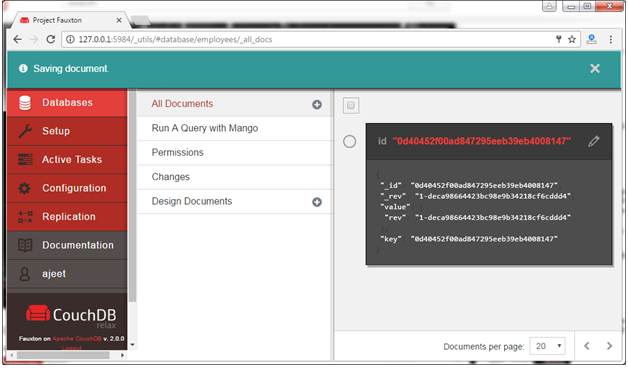 Project Fauxton
127.0.0.1:5984/_utils/#database/employees/_all_docs
Saving document.
Databases
Setup
Active Tasks
Configuration
Replication
Documentation
ajeet
CouchDB
relax
Fauxton on Apache CouchDB v. 2.0.0
Logout
All Documents
Run A Query with Mango
Permissions
Changes
Design Documents
id "0d40452f00ad847295eeb39eb4008147"
{
"_id" "0d40452f00ad847295eeb39eb4008147"
"_rev" "1-deca98664423bc98e9b34218cf6cddd4"
"value" {
"rev" "1-deca98664423bc98e9b34218cf6cddd4"
},
"key" "0d40452f00ad847295eeb39eb4008147"
}
Documents per page: 20